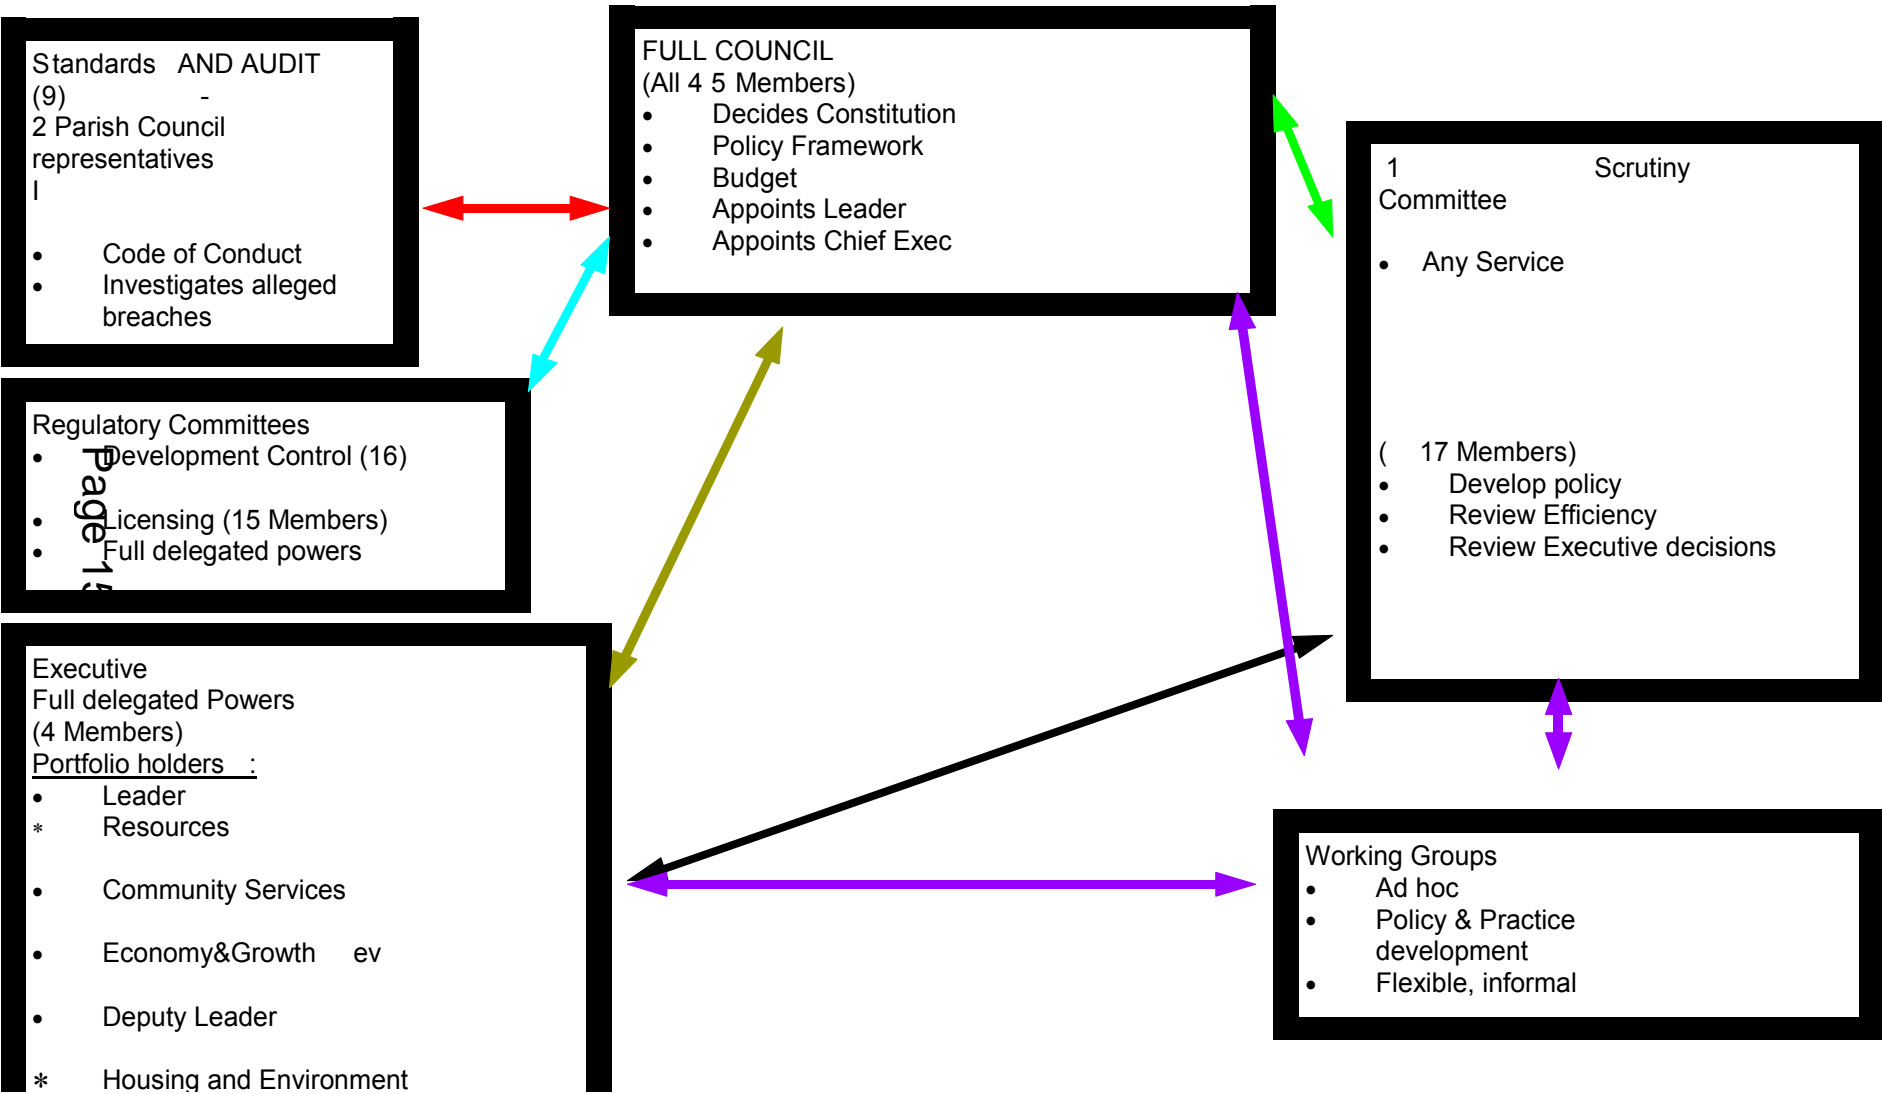 Standards AND AUDIT
(9) -
2 Parish Council
representatives
I
• Code of Conduct
• Investigates alleged
breaches
FULL COUNCIL
(All 4 5 Members)
• Decides Constitution
• Policy Framework
• Budget
• Appoints Leader
• Appoints Chief Exec
1 Scrutiny
Committee
• Any Service
( 17 Members)
• Develop policy
• Review Efficiency
• Review Executive decisions
Regulatory Committees
• Development Control (16)
• Licensing (15 Members)
• Full delegated powers
Page 15
Executive
Full delegated Powers
(4 Members)
Portfolio holders :
• Leader
* Resources
• Community Services
• Economy&Growth ev
• Deputy Leader
* Housing and Environment
Working Groups
• Ad hoc
• Policy & Practice
development
• Flexible, informal